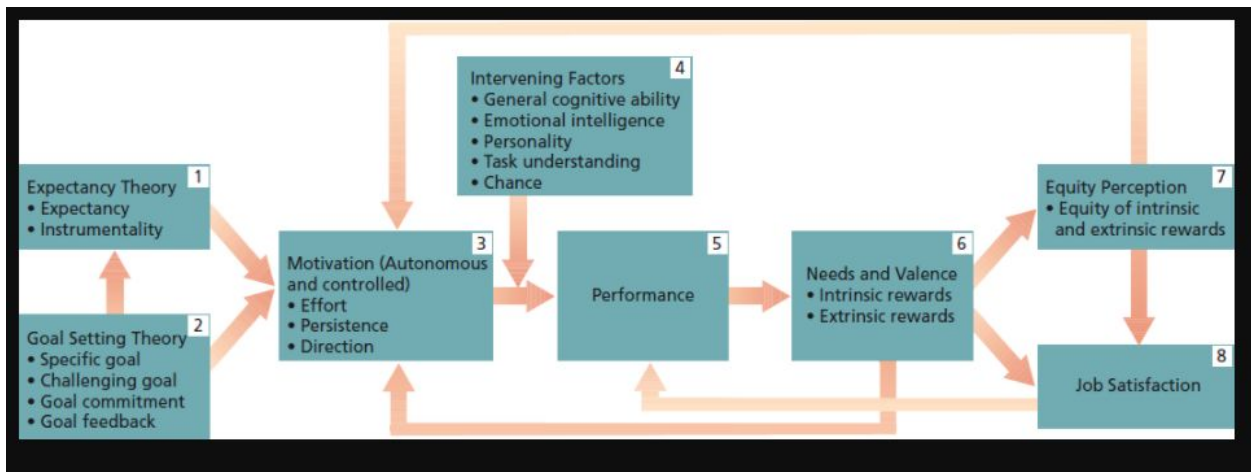 1
Expectancy Theory
• Expectancy
• Instrumentality
2
Goal Setting Theory
• Specific goal
• Challenging goal
• Goal commitment
• Goal feedback
3
Motivation (Autonomous
and controlled)
• Effort
• Persistence
• Direction
4
Intervening Factors
• General cognitive ability
• Emotional intelligence
• Personality
• Task understanding
• Chance
5
Performance
6
Needs and Valence
• Intrinsic rewards
• Extrinsic rewards
7
Equity Perception
• Equity of intrinsic
and extrinsic rewards
8
Job Satisfaction